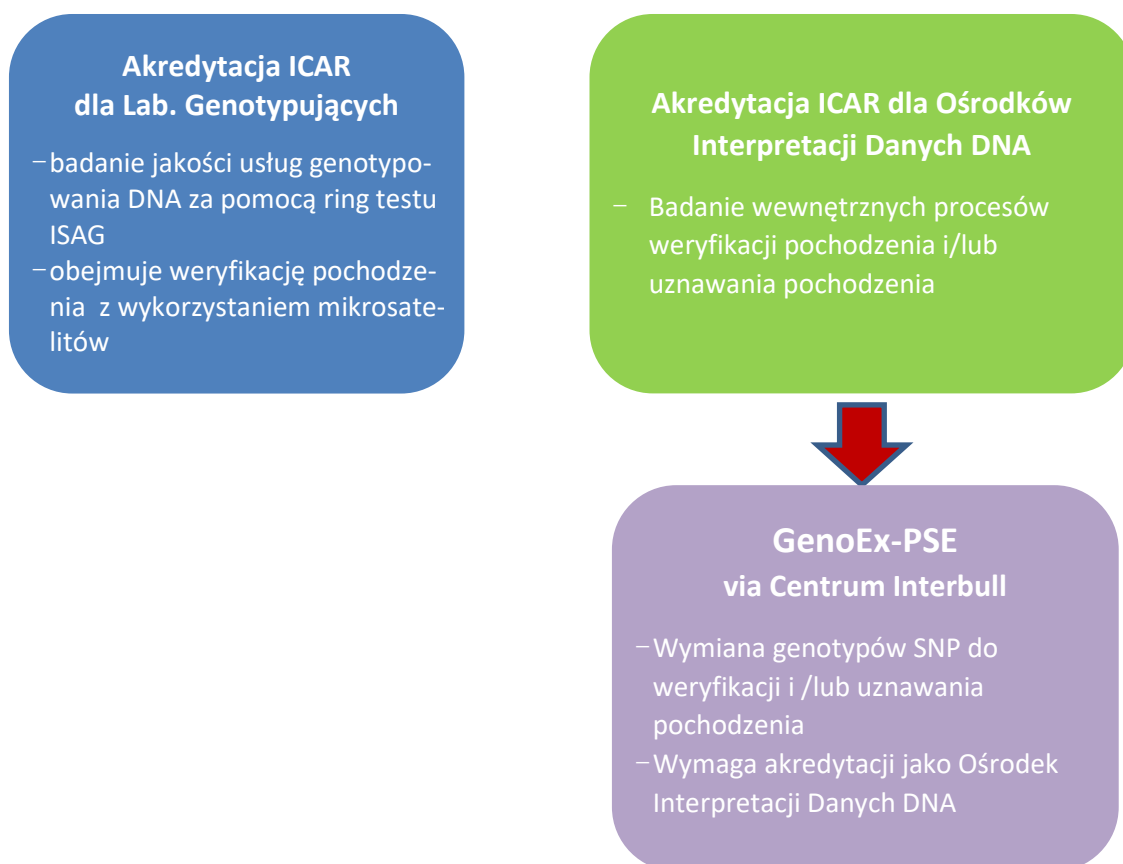 Akredytacja ICAR
dla Lab. Genotypujących
–badanie jakości usług genotypo-
wania DNA za pomocą ring testu
ISAG
–obejmuje weryfikację pochodze-
nia z wykorzystaniem mikrosate-
litów
Akredytacja ICAR dla Ośrodków
Interpretacji Danych DNA
– Badanie wewnętrznych procesów
weryfikacji pochodzenia i/lub
uznawania pochodzenia
GenoEx-PSE
via Centrum Interbull
–Wymiana genotypów SNP do
weryfikacji i /lub uznawania
pochodzenia
–Wymaga akredytacji jako Ośrodek
Interpretacji Danych DNA